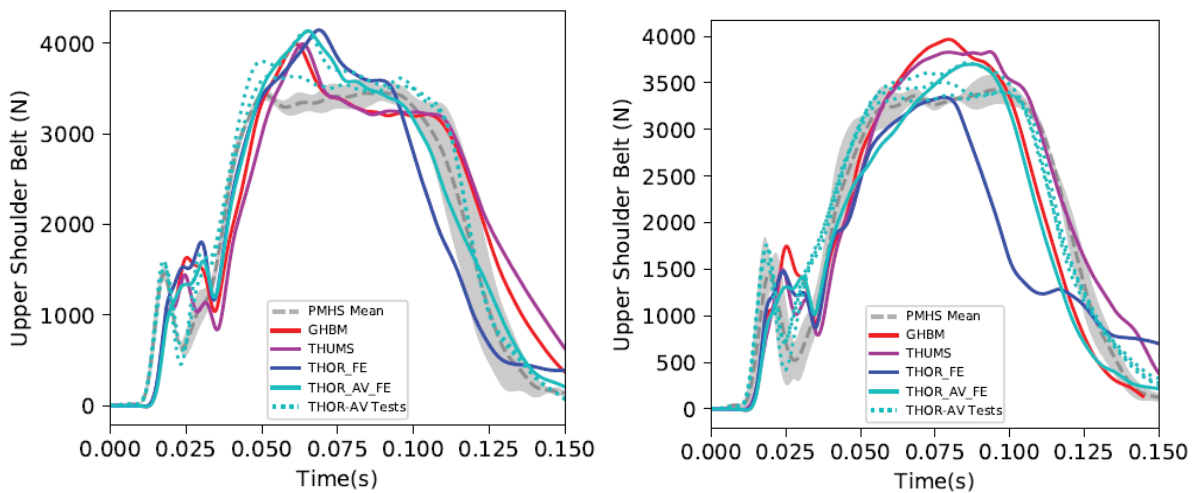 Upper Shoulder Belt (N)
4000
3000
2000
1000
0
PMHS Mean
GHBM
THUMS
THOR_FE
THOR_AV_FE
THOR-AV Tests
0.000 0.025 0.050 0.075 0.100 0.125 0.150
Time(s)
Upper Shoulder Belt (N)
4000
3500
3000
2500
2000
1500
1000
500
0
PMHS Mean
GHBM
THUMS
THOR_FE
THOR_AV_FE
THOR-AV Tests
0.000 0.025 0.050 0.075 0.100 0.125 0.150
Time(s)